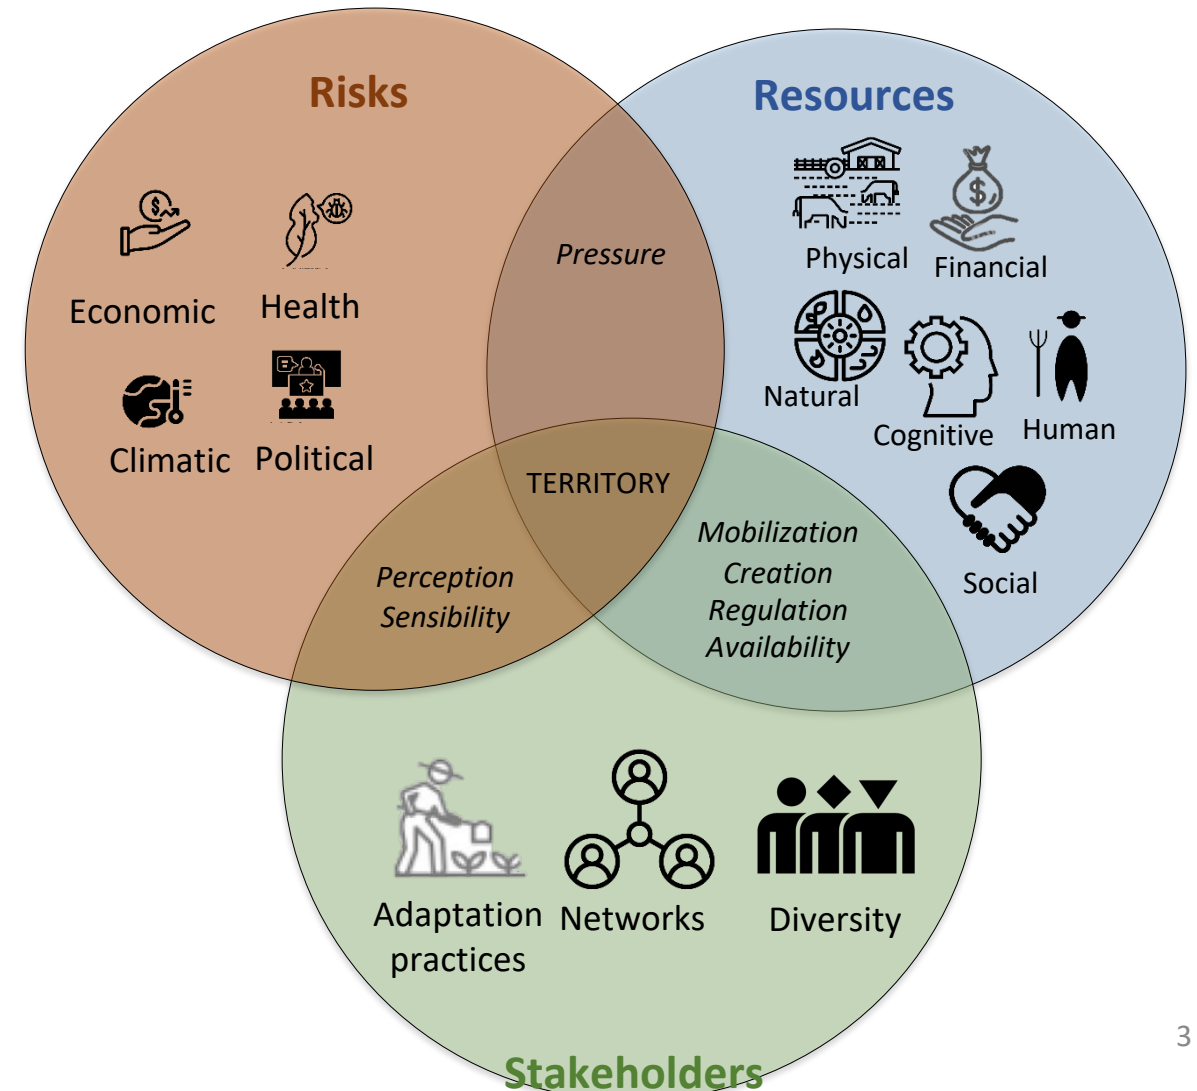 Risks
Resources
Economic
Health
Climatic
Political
Pressure
Physical
Financial
Natural
Cognitive
Human
Social
TERRITORY
Perception
Sensibility
Mobilization
Creation
Regulation
Availability
Adaptation
practices
Networks
Diversity
Stakeholders
3